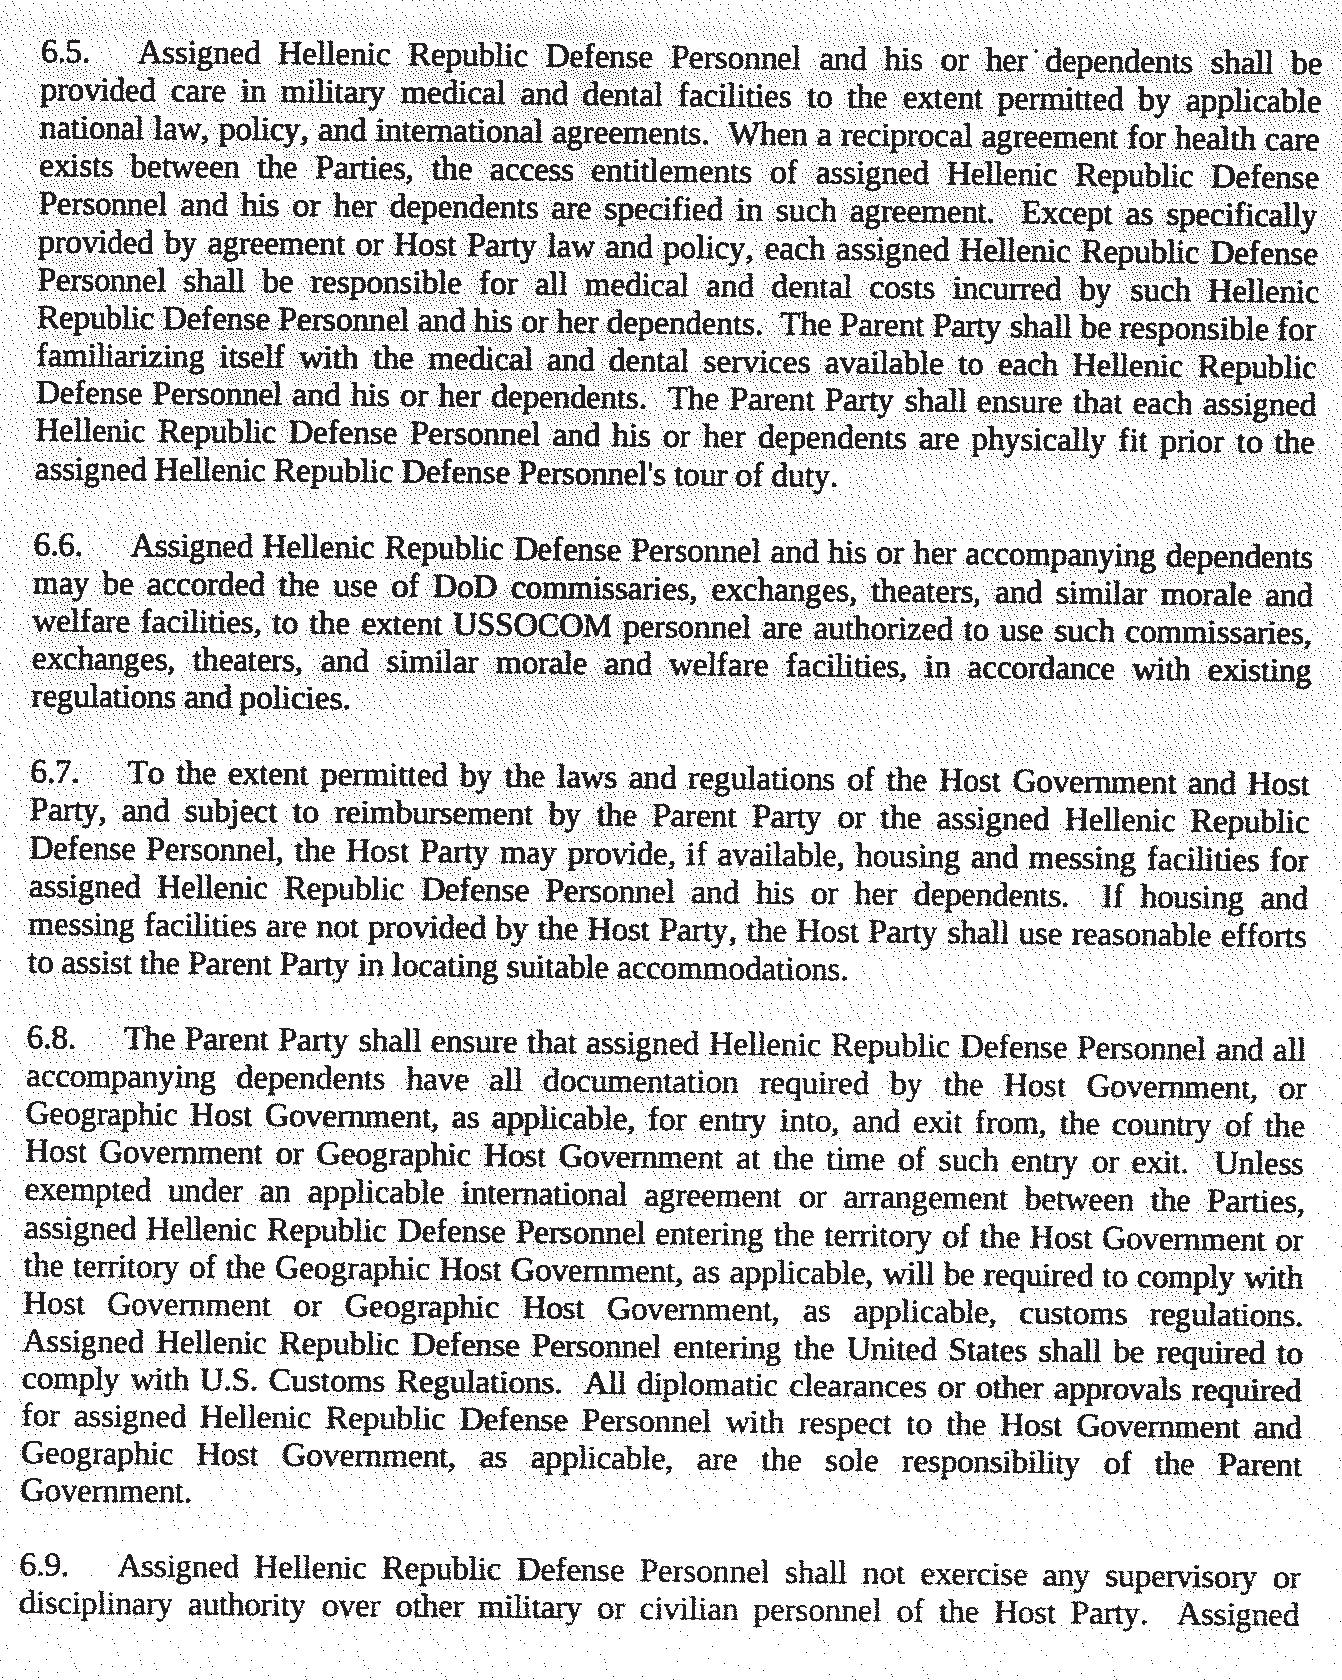 6.5. Assigned Hellenic Republic Defense Personnel and his or her dependents shall be
provided care in military medical and dental facilities to the extent permitted by applicable
national law, policy, and international agreements. When a reciprocal agreement for health care
exists between the Parties, the access entitlements of assigned Hellenic Republic Defense
Personnel and his or her dependents are specified in such agreement. Except as specifically
provided by agreement or Host Party law and policy, each assigned Hellenic Republic Defense
Personnel shall be responsible for all medical and dental costs incurred by such Hellenic
Republic Defense Personnel and his or her dependents. The Parent Party shall be responsible for
familiarizing itself with the medical and dental services available to each Hellenic Republic
Defense Personnel and his or her dependents. The Parent Party shall ensure that each assigned
Hellenic Republic Defense Personnel and his or her dependents are physically fit prior to the
assigned Hellenic Republic Defense Personnel's tour of duty.
6.6. Assigned Hellenic Republic Defense Personnel and his or her accompanying dependents
may be accorded the use of DoD commissaries, exchanges, theaters, and similar morale and
welfare facilities, to the extent USSOCOM personnel are authorized to use such commissaries,
exchanges, theaters, and similar morale and welfare facilities, in accordance with existing
regulations and policies.
6.7. To the extent permitted by the laws and regulations of the Host Government and Host
Party, and subject to reimbursement by the Parent Party or the assigned Hellenic Republic
Defense Personnel, the Host Party may provide, if available, housing and messing facilities for
assigned Hellenic Republic Defense Personnel and his or her dependents. If housing and
messing facilities are not provided by the Host Party, the Host Party shall use reasonable efforts
to assist the Parent Party in locating suitable accommodations.
6.8. The Parent Party shall ensure that assigned Hellenic Republic Defense Personnel and all
accompanying dependents have all documentation required by the Host Government, or
Geographic Host Government, as applicable, for entry into, and exit from, the country of the
Host Government or Geographic Host Government at the time of such entry or exit. Unless
exempted under an applicable international agreement or arrangement between the Parties,
assigned Hellenic Republic Defense Personnel entering the territory of the Host Government or
the territory of the Geographic Host Government, as applicable, will be required to comply with
Host Government or Geographic Host Government, as applicable, customs regulations.
Assigned Hellenic Republic Defense Personnel entering the United States shall be required to
comply with U.S. Customs Regulations. All diplomatic clearances or other approvals required
for assigned Hellenic Republic Defense Personnel with respect to the Host Government and
Geographic Host Government, as applicable, are the sole responsibility of the Parent
Government.
6.9. Assigned Hellenic Republic Defense Personnel shall not exercise any supervisory or
disciplinary authority over other military or civilian personnel of the Host Party. Assigned